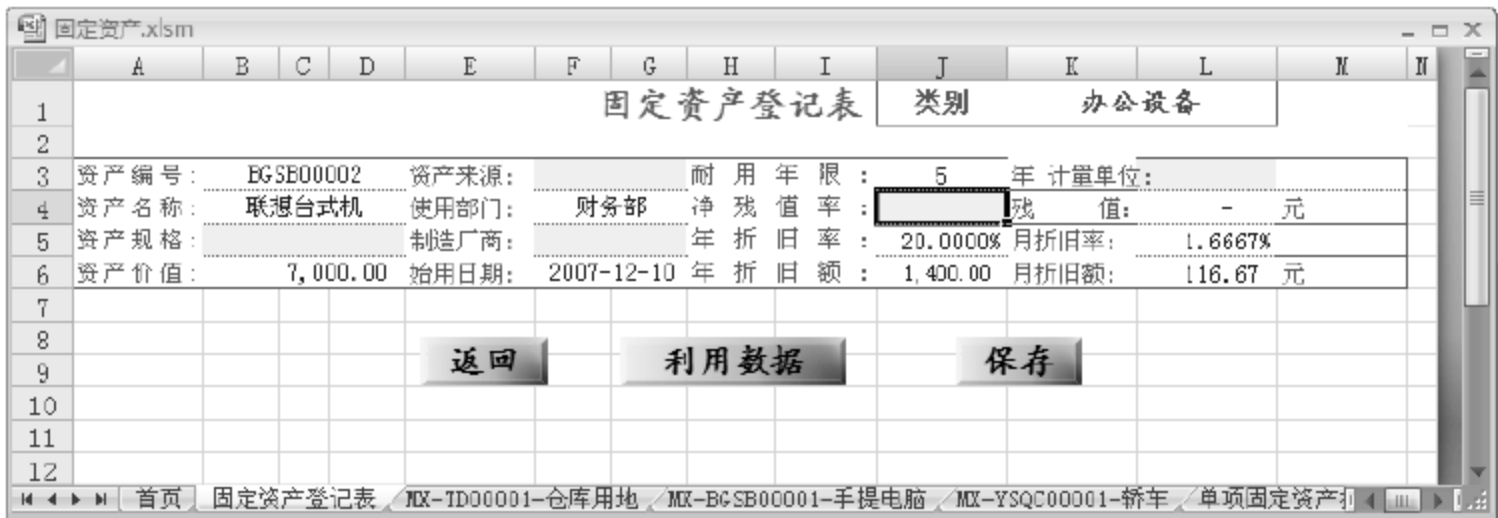 固定资产.xlsm
A B C D E F G H I J K L M N
1 固定资产登记表 类别 办公设备
2
3 资产编号: BGSB00002 资产来源: 耐用年限: 5 年 计量单位:
4 资产名称: 联想台式机 使用部门: 财务部 净残值率: 残值: - 元
5 资产规格: 制造厂商: 年折旧率: 20.0000% 月折旧率: 1.6667%
6 资产价值: 7,000.00 始用日期: 2007-12-10 年折旧额: 1,400.00 月折旧额: 116.67 元
7
8
返回 利用数据 保存
9
10
11
12
首页 固定资产登记表 MX-TD00001-仓库用地 MX-BGSB00001-手提电脑 MX-YSQC00001-轿车 单项固定资产